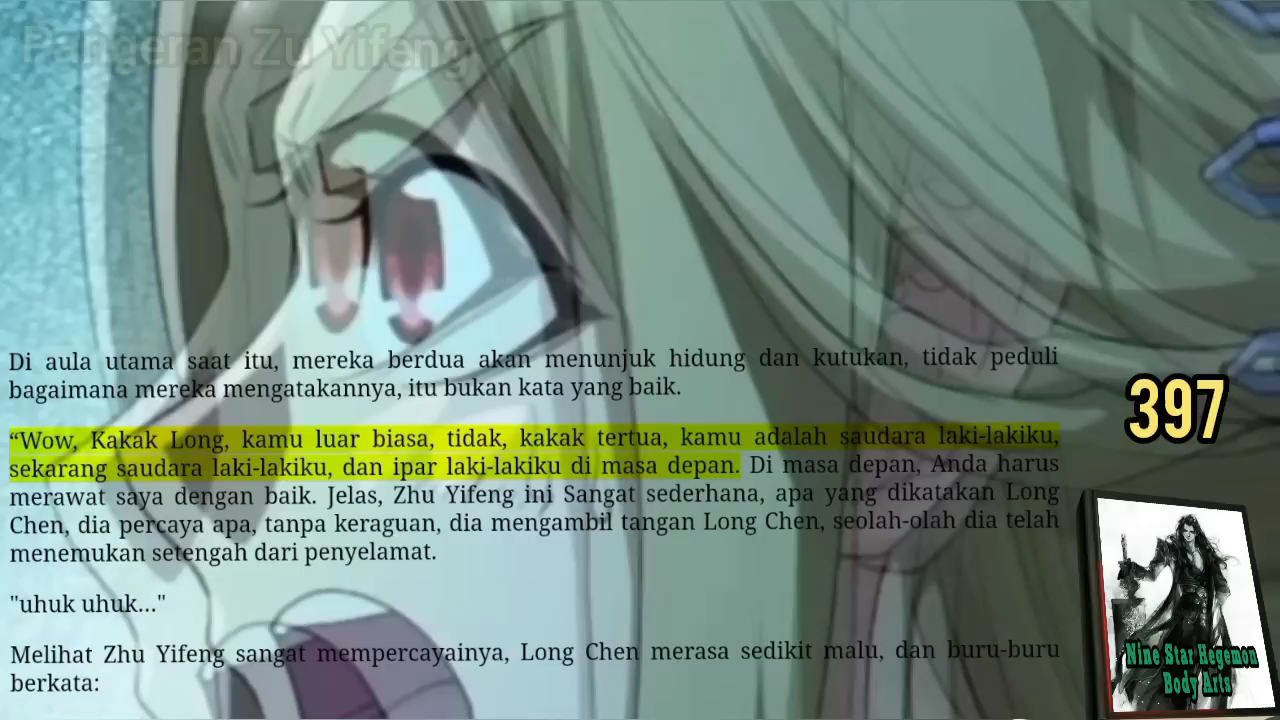 Pangeran Zu Yifeng
Di aula utama saat itu, mereka berdua akan menunjuk hidung dan kutukan, tidak peduli
bagaimana mereka mengatakannya, itu bukan kata yang baik.
“Wow, Kakak Long, kamu luar biasa, tidak, kakak tertua, kamu adalah saudara laki-lakiku,
sekarang saudara laki-lakiku, dan ipar laki-lakiku di masa depan. Di masa depan, Anda harus
merawat saya dengan baik. Jelas, Zhu Yifeng ini Sangat sederhana, apa yang dikatakan Long
Chen, dia percaya apa, tanpa keraguan, dia mengambil tangan Long Chen, seolah-olah dia telah
menemukan setengah dari penyelamat.
"uhuk uhuk..."
Melihat Zhu Yifeng sangat mempercayainya, Long Chen merasa sedikit malu, dan buru-buru
berkata:
397
Nine Star Hegemon
Body Arts